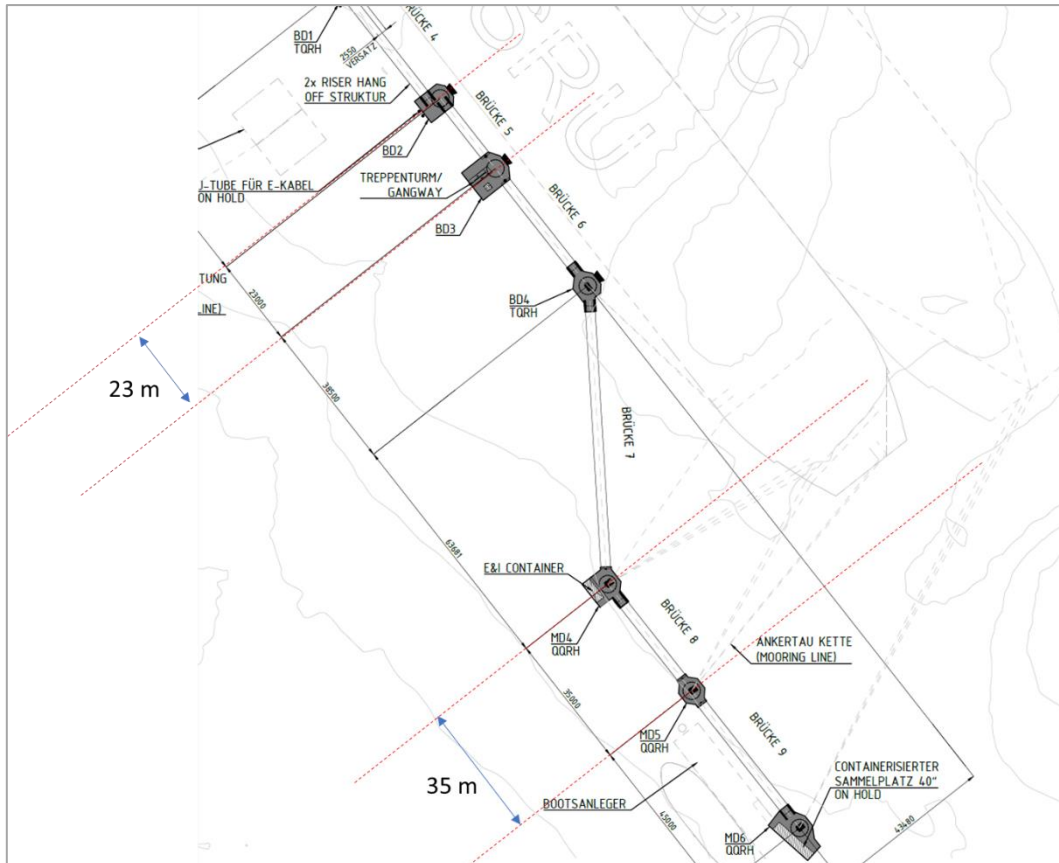 BRÜCKE 4
BD1
TQRH
2550
VERSATZ
2x RISER HANG
OFF STRUKTUR
BD2
BRÜCKE 5
TREPPENTURM/
GANGWAY
J-TUBE FÜR E-KABEL
ON HOLD
BD3
BRÜCKE 6
TUNG
LINE)
23000
BD4
TQRH
23 m
38500
BRÜCKE 7
63681
E&I CONTAINER
MD4
QQRH
BRÜCKE 8
ANKERTAU KETTE
(MOORING LINE)
35000
MD5
QQRH
BRÜCKE 9
35 m
BOOTSANLEGER
CONTAINERISIERTER
SAMMELPLATZ 40"
ON HOLD
45000
MD6
QQRH
43480